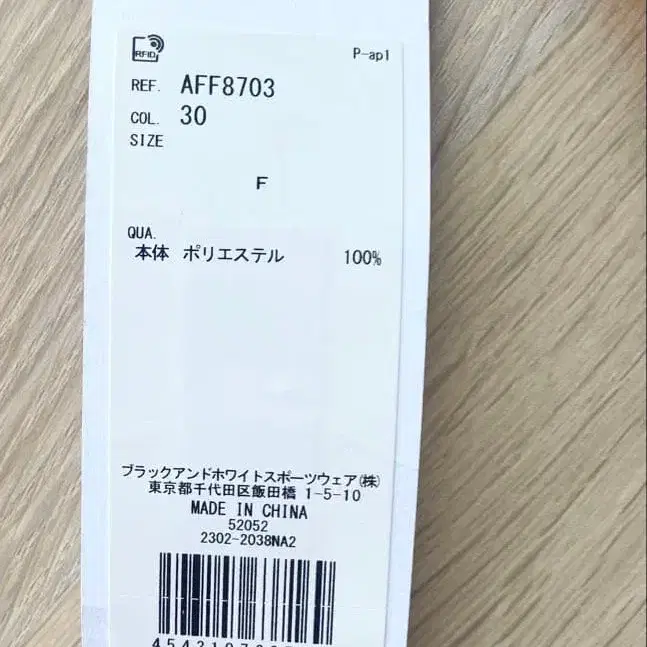 RFID
P-ap1
REF. AFF8703
COL. 30
SIZE
F
QUA.
本体 ポリエステル 100%
ブラックアンドホワイトスポーツウェア(株)
東京都千代田区飯田橋 1-5-10
MADE IN CHINA
52052
2302-2038NA2